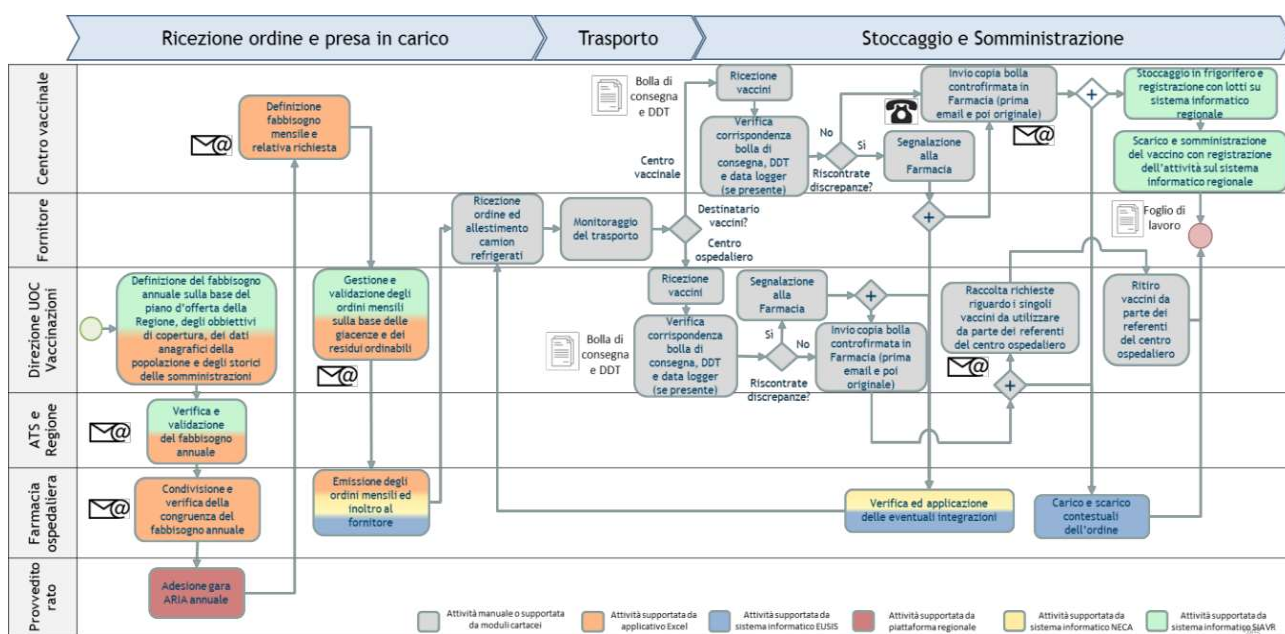 Ricezione ordine e presa in carico
Trasporto
Stoccaggio e Somministrazione
Centro vaccinale
Definizione
fabbisogno
mensile e
relativa richiesta
Bolla di
consegna
e DDT
Ricezione
vaccini
Verifica
corrispondenza
bolla di
consegna, DDT
e data logger
(se presente)
Centro
vaccinale
No
Sì
Riscontrate
discrepanze?
Segnalazione
alla
Farmacia
Invio copia bolla
controfirmata in
Farmacia (prima
email e poi originale)
Stoccaggio in frigorifero e
registrazione con lotti su
sistema informatico
regionale
Scarico e somministrazione
del vaccino con registrazione
dell'attività sul sistema
informatico regionale
Fornitore
Ricezione
ordine ed
allestimento
camion
refrigerati
Monitoraggio
del trasporto
Destinatario
vaccini?
Centro
ospedaliero
Foglio di
lavoro
Direzione UOC
Vaccinazioni
Definizione del fabbisogno
annuale sulla base del
piano d'offerta della
Regione, degli obbiettivi
di copertura, dei dati
anagrafici della
popolazione e degli storici
delle somministrazioni
Gestione e
validazione degli
ordini mensili
sulla base delle
giacenze e dei
residui ordinabili
Bolla di
consegna
e DDT
Ricezione
vaccini
Verifica
corrispondenza
bolla di
consegna, DDT
e data logger
(se presente)
Segnalazione
alla
Farmacia
Sì
No
Riscontrate
discrepanze?
Invio copia bolla
controfirmata in
Farmacia (prima
email e poi
originale)
Raccolta richieste
riguardo i singoli
vaccini da utilizzare
da parte dei referenti
del centro ospedaliero
Ritiro
vaccini da
parte dei
referenti
del centro
ospedaliero
ATS e
Regione
Verifica e
validazione
del fabbisogno
annuale
Farmacia
ospedaliera
Condivisione e
verifica della
congruenza del
fabbisogno annuale
Emissione degli
ordini mensili ed
inoltro al
fornitore
Verifica ed applicazione
delle eventuali integrazioni
Carico e scarico
contestuali
dell'ordine
Provvedito
rato
Adesione gara
ARIA annuale
Attività manuale o supportata
da moduli cartacei
Attività supportata da
applicativo Excel
Attività supportata da
sistema informatico EUSIS
Attività supportata da
piattaforma regionale
Attività supportata da
sistema informatico NECA
Attività supportata da
sistema informatico SIAVR